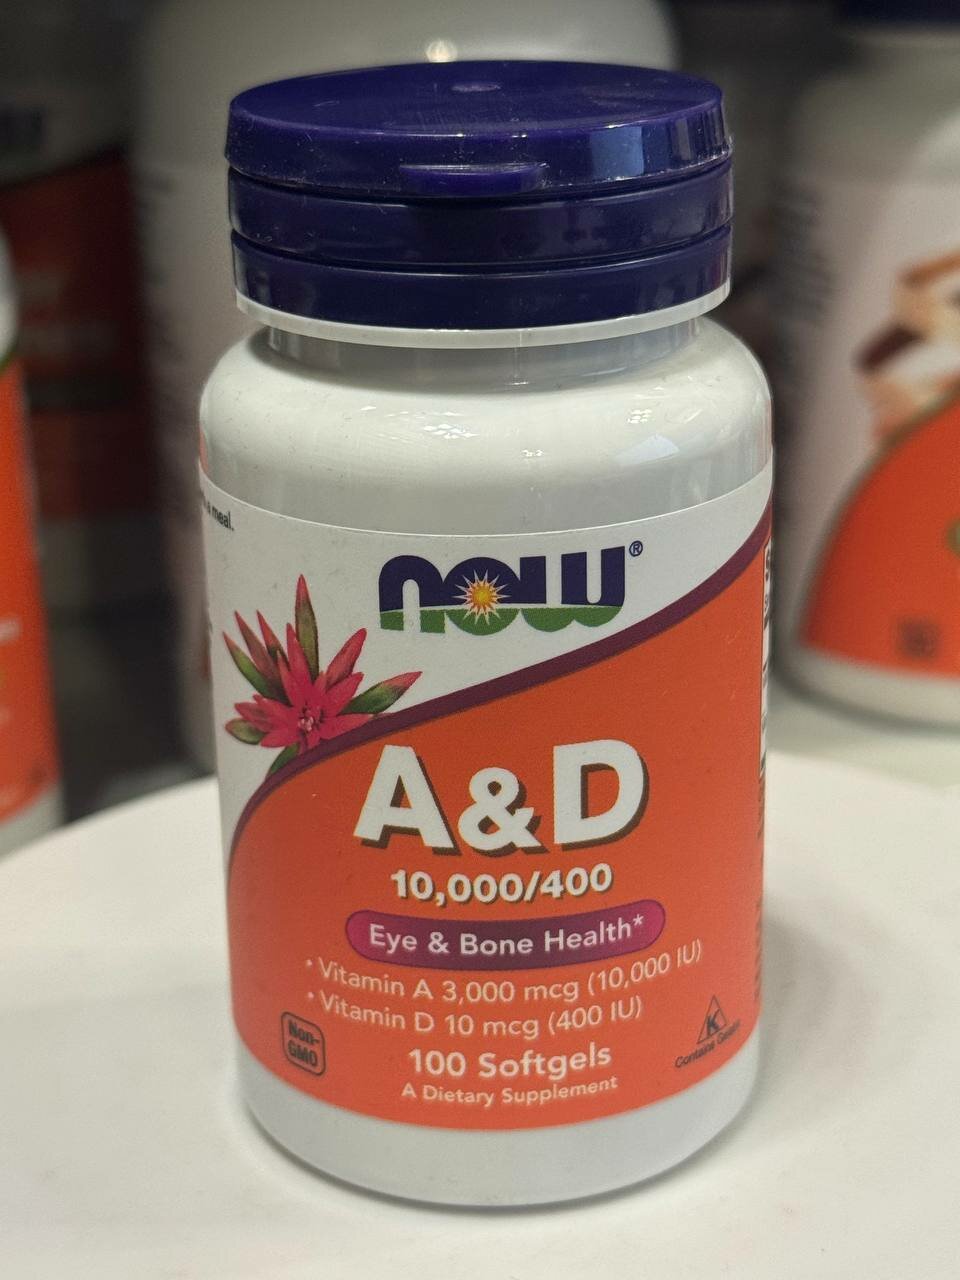 a meal.
NOW®
A&D
10,000/400
Eye & Bone Health*
• Vitamin A 3,000 mcg (10,000 IU)
• Vitamin D 10 mcg (400 IU)
Non-
GMO
K
Contains Gelatin
100 Softgels
A Dietary Supplement